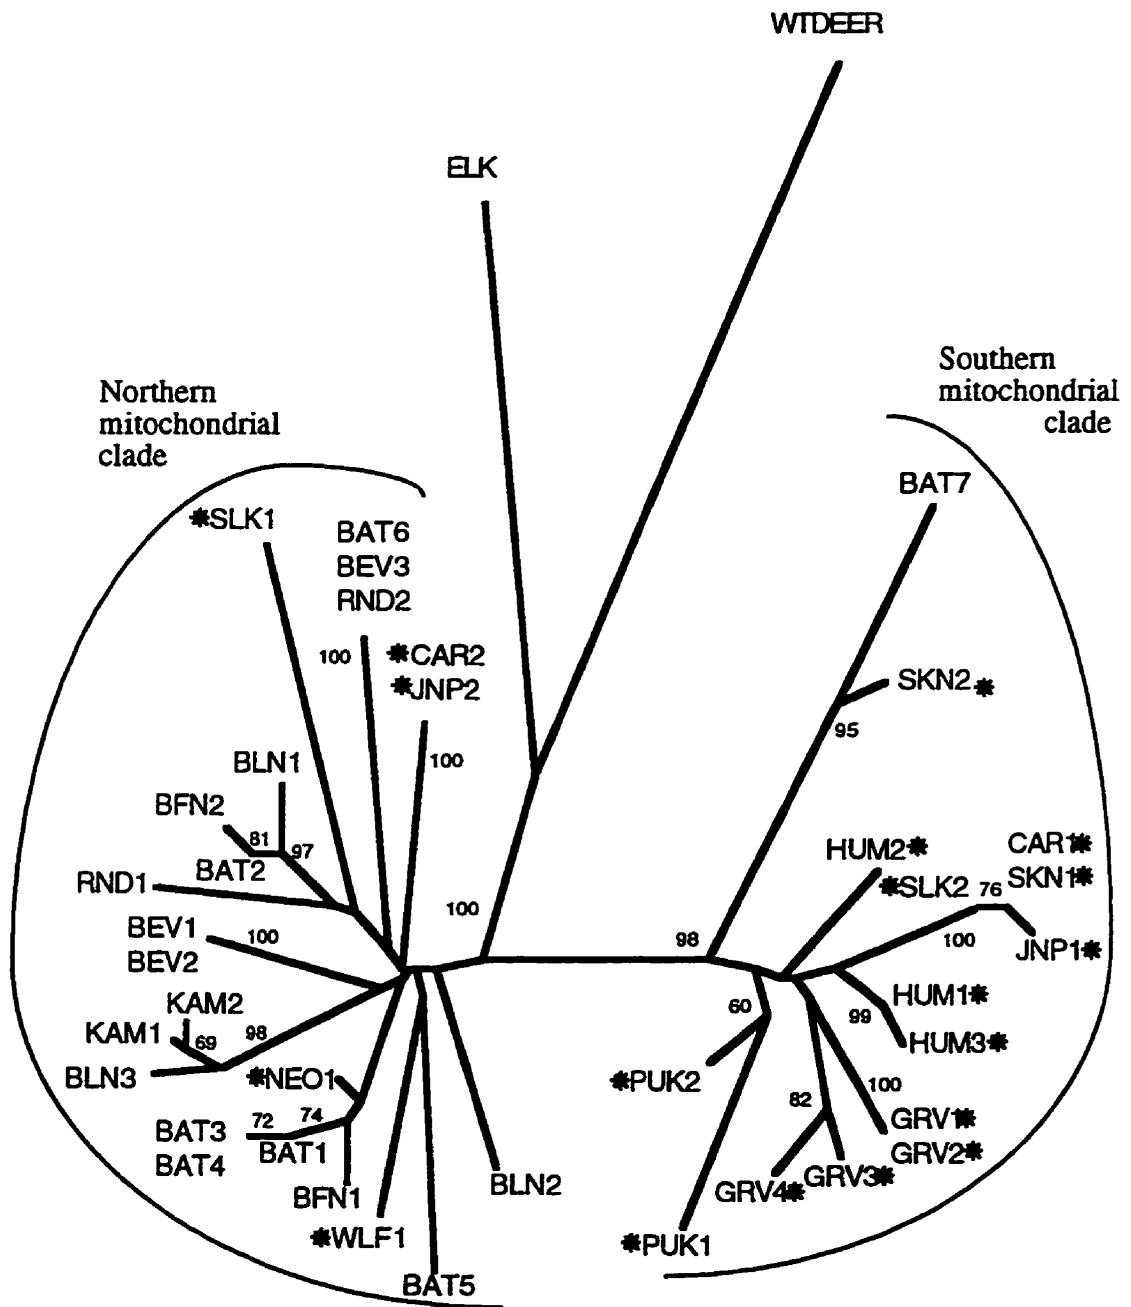 WTDEER
ELK
Southern
mitochondrial
clade
Northern
mitochondrial
clade
BAT7
*SLK1
BAT6
BEV3
RND2
100
*CAR2
*JNP2
100
SKN2*
95
BLN1
BFN2
81
97
BAT2
RND1
HUM2*
*SLK2
CAR1*
SKN1*
76
JNP1*
100
BEV1
BEV2
100
100
98
KAM2
KAM1
69
98
BLN3
60
HUM1*
99
HUM3*
*NEO1
*PUK2
82
100
GRV1*
GRV2*
BAT3
BAT4
72
74
BAT1
BFN1
BLN2
GRV4*
GRV3*
*WLF1
*PUK1
BAT5